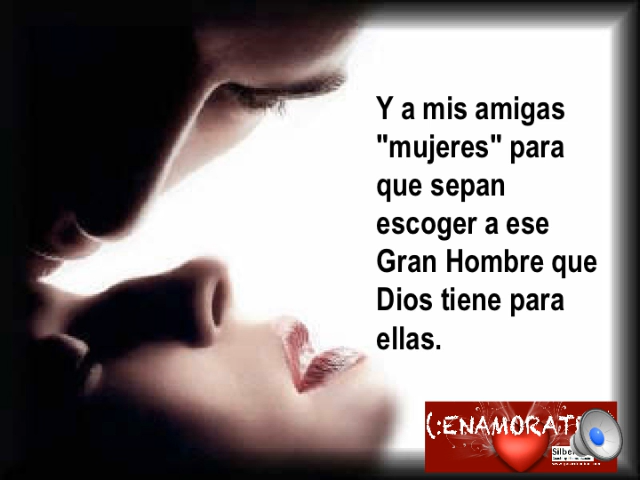 Y a mis amigas
"mujeres" para
que sepan
escoger a ese
Gran Hombre que
Dios tiene para
ellas.
(:ENAMORAT